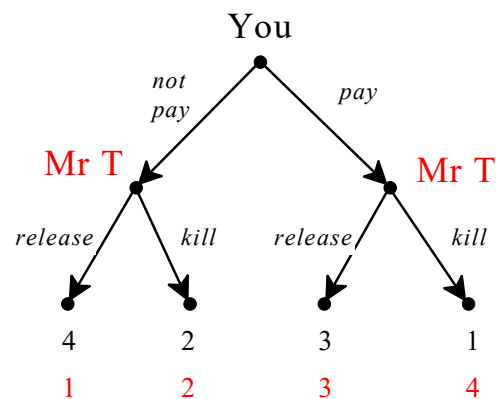 You
not
pay
pay
Mr T
Mr T
release
kill
release
kill
4 2 3 1
1 2 3 4